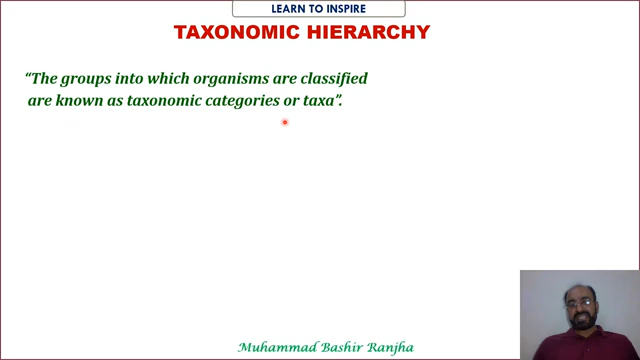 LEARN TO INSPIRE
TAXONOMIC HIERARCHY
“The groups into which organisms are classified
are known as taxonomic categories or taxa”.
Muhammad Bashir Ranjha